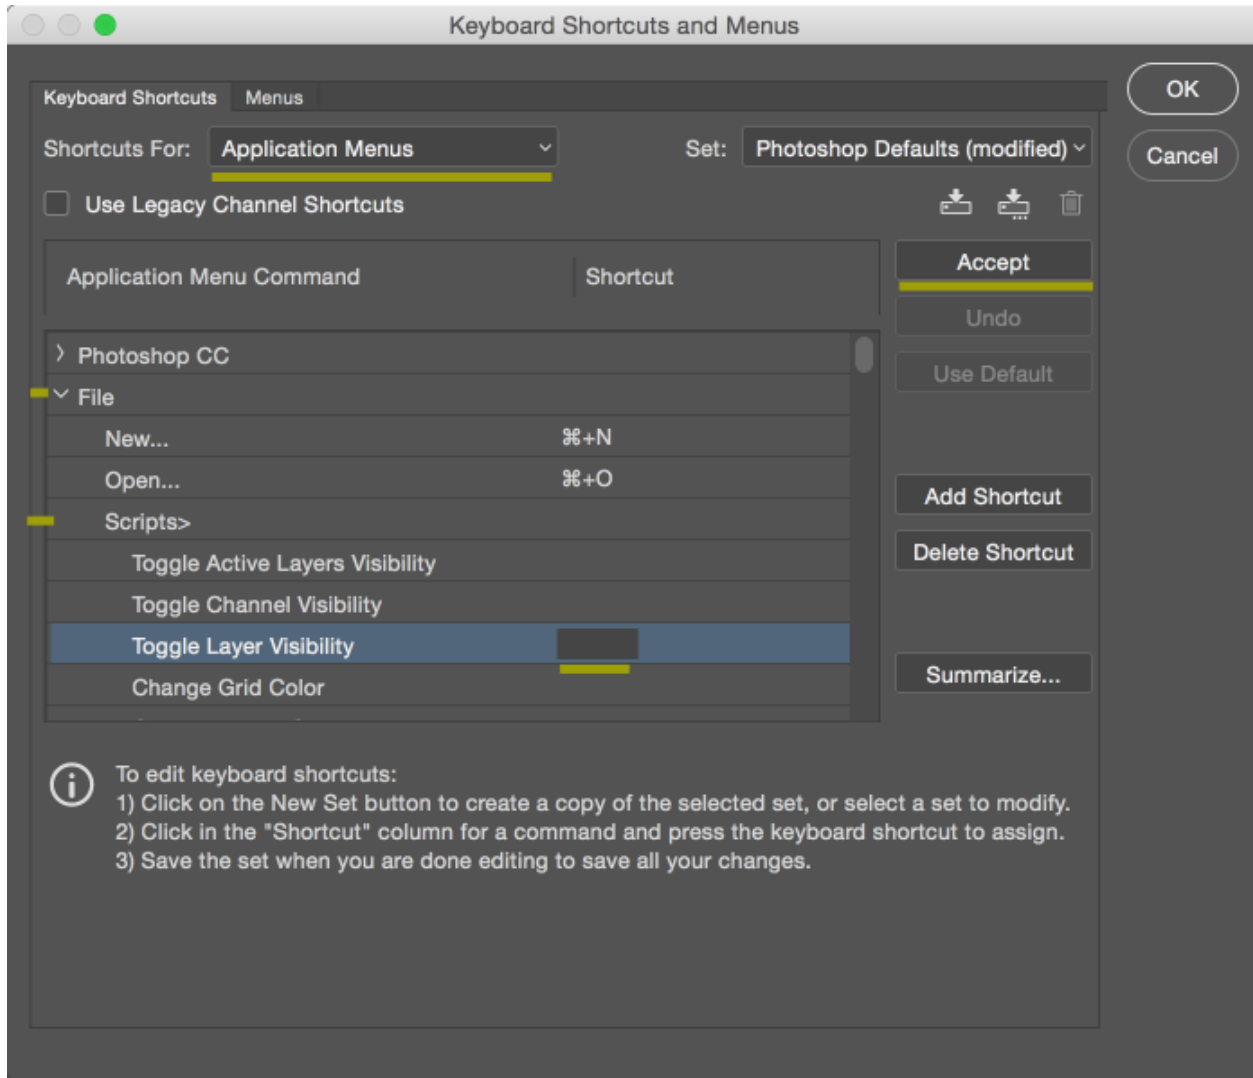 Keyboard Shortcuts and Menus
OK
Cancel
Keyboard Shortcuts Menus
Shortcuts For: Application Menus Set: Photoshop Defaults (modified)
Use Legacy Channel Shortcuts
Application Menu Command Shortcut
Accept
Undo
Use Default
Photoshop CC
File
New... ⌘+N
Open... ⌘+O
Scripts>
Toggle Active Layers Visibility
Toggle Channel Visibility
Toggle Layer Visibility
Change Grid Color
Add Shortcut
Delete Shortcut
Summarize...
To edit keyboard shortcuts:
1) Click on the New Set button to create a copy of the selected set, or select a set to modify.
2) Click in the "Shortcut" column for a command and press the keyboard shortcut to assign.
3) Save the set when you are done editing to save all your changes.